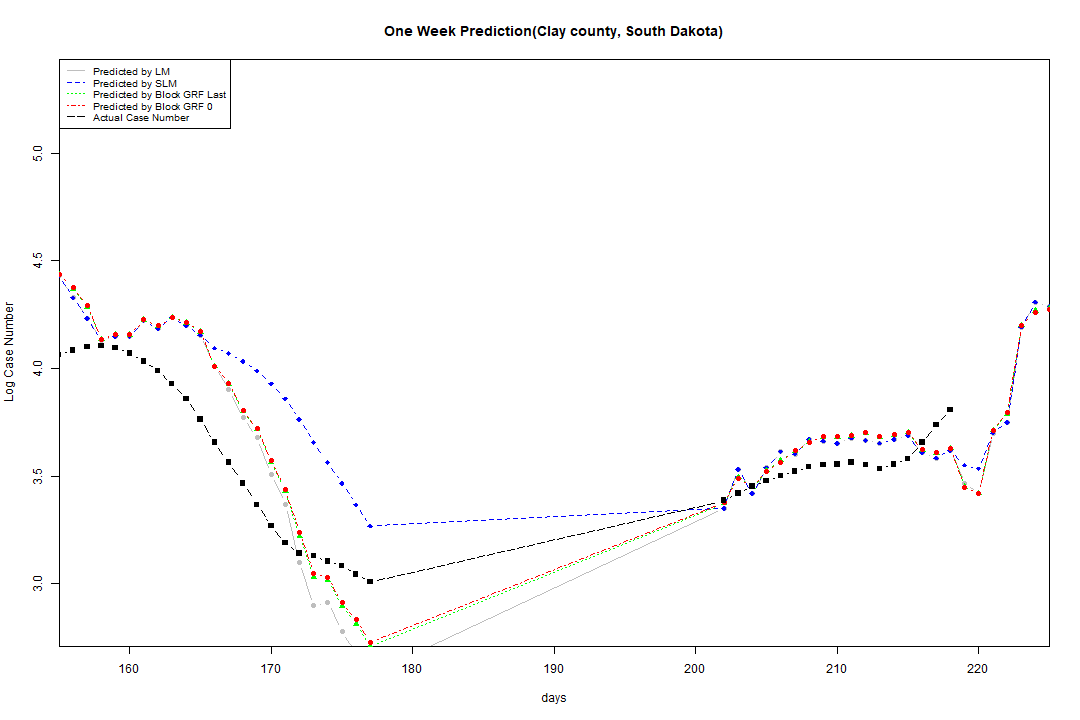 One Week Prediction(Clay county, South Dakota)
Predicted by LM
Predicted by SLM
Predicted by Block GRF Last
Predicted by Block GRF 0
Actual Case Number
Log Case Number
5.0
4.5
4.0
3.5
3.0
160 170 180 190 200 210 220
days